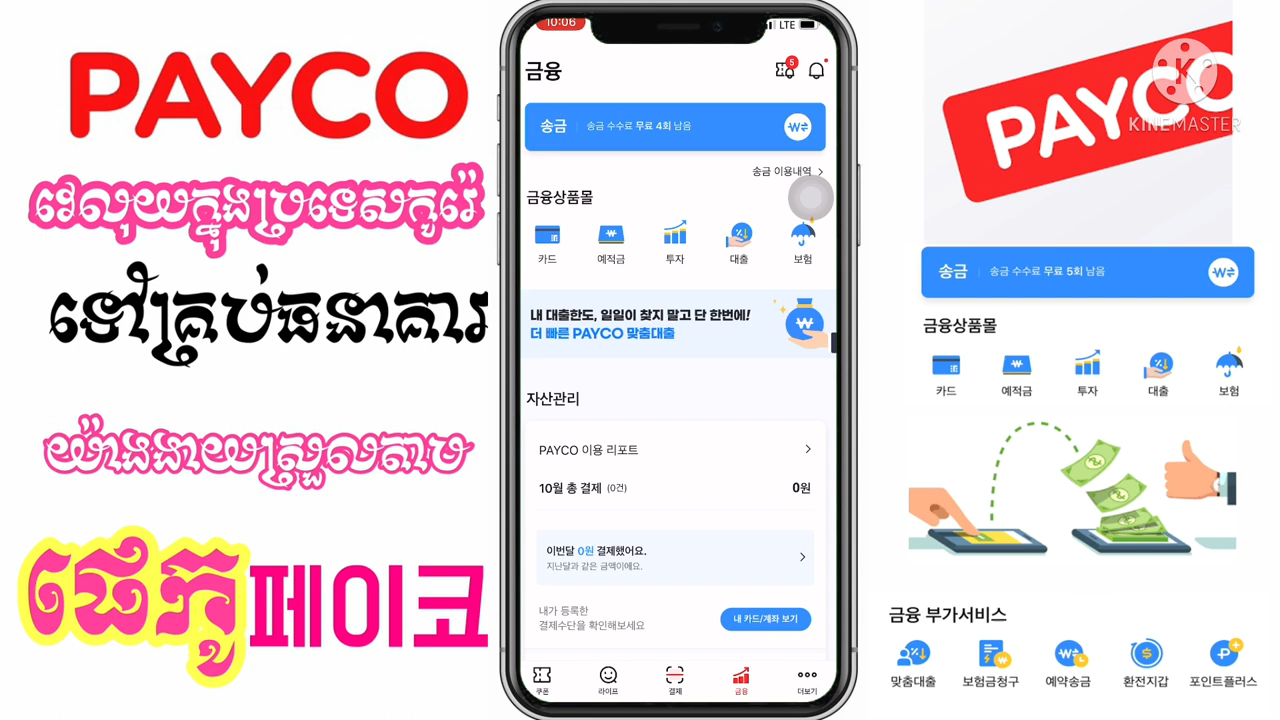 PAYCO
វេលុយក្នុងប្រទេសកូរ៉េ
ទៅគ្រប់ធនាគារ
យ៉ាងងាយស្រួលតាម
ផេកូ페이코
10:06
LTE
금융
5
송금
송금 수수료 무료 4회 남음
송금 이용내역
금융상품몰
카드
예적금
투자
대출
보험
내 대출한도, 일일이 찾지 말고 단 한번에!
더 빠른 PAYCO 맞춤대출
자산관리
PAYCO 이용 리포트
10월 총 결제 (0건)
0원
이번달 0원 결제했어요.
지난달과 같은 금액이에요.
내가 등록한
결제수단을 확인해보세요
내 카드/계좌 보기
쿠폰
라이프
결제
금융
더보기
PAYCO
KINEMASTER
송금
송금 수수료 무료 5회 남음
금융상품몰
카드
예적금
투자
대출
보험
금융 부가서비스
맞춤대출
보험금청구
예약송금
환전지갑
포인트플러스